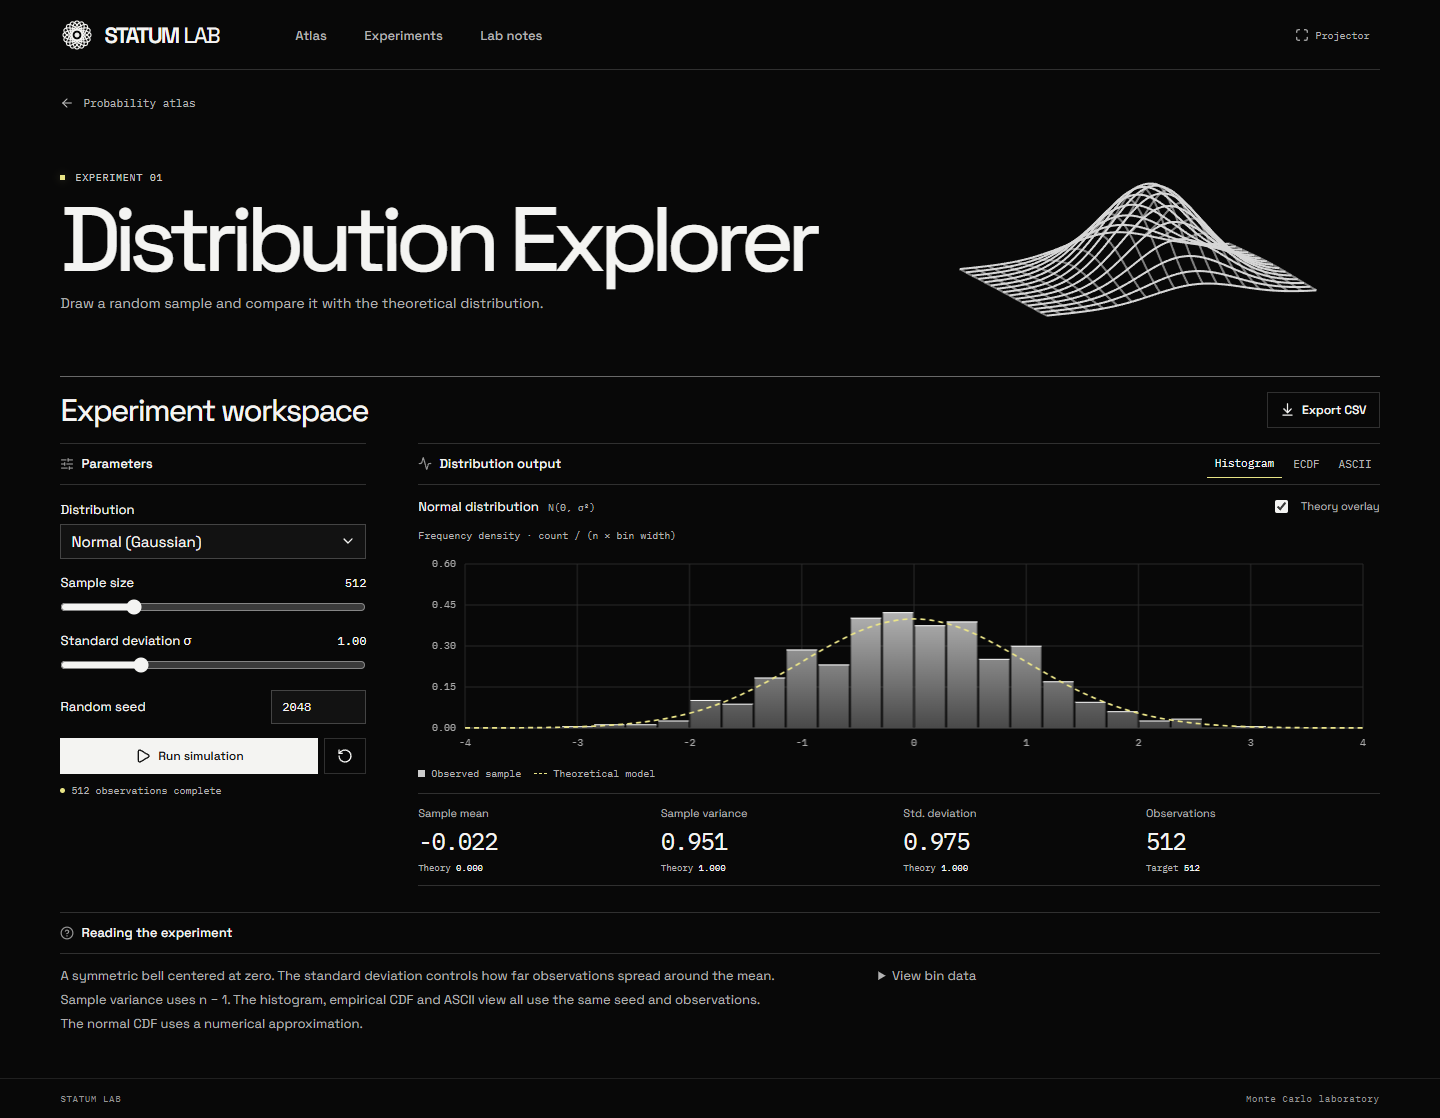 STATUM LAB
Atlas
Experiments
Lab notes
Projector
Probability atlas
EXPERIMENT 01
Distribution Explorer
Draw a random sample and compare it with the theoretical distribution.
Experiment workspace
Export CSV
Parameters
Distribution
Normal (Gaussian)
Sample size 512
Standard deviation σ 1.00
Random seed 2048
Run simulation
512 observations complete
Distribution output
Histogram
ECDF
ASCII
Normal distribution N(0, σ²)
Theory overlay
Frequency density · count / (n × bin width)
0.60
0.45
0.30
0.15
0.00
-4 -3 -2 -1 0 1 2 3 4
Observed sample
Theoretical model
Sample mean
-0.022
Theory 0.000
Sample variance
0.951
Theory 1.000
Std. deviation
0.975
Theory 1.000
Observations
512
Target 512
Reading the experiment
A symmetric bell centered at zero. The standard deviation controls how far observations spread around the mean.
Sample variance uses n − 1. The histogram, empirical CDF and ASCII view all use the same seed and observations.
The normal CDF uses a numerical approximation.
View bin data
STATUM LAB
Monte Carlo laboratory